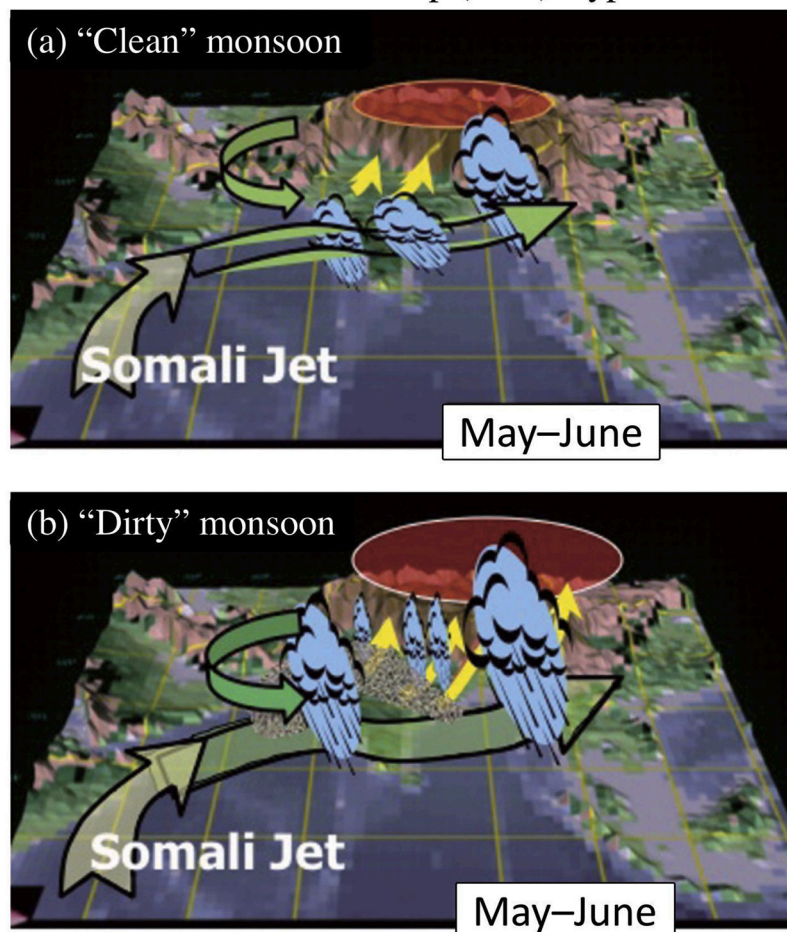 (a) “Clean” monsoon
Somali Jet
May–June
(b) “Dirty” monsoon
Somali Jet
May–June